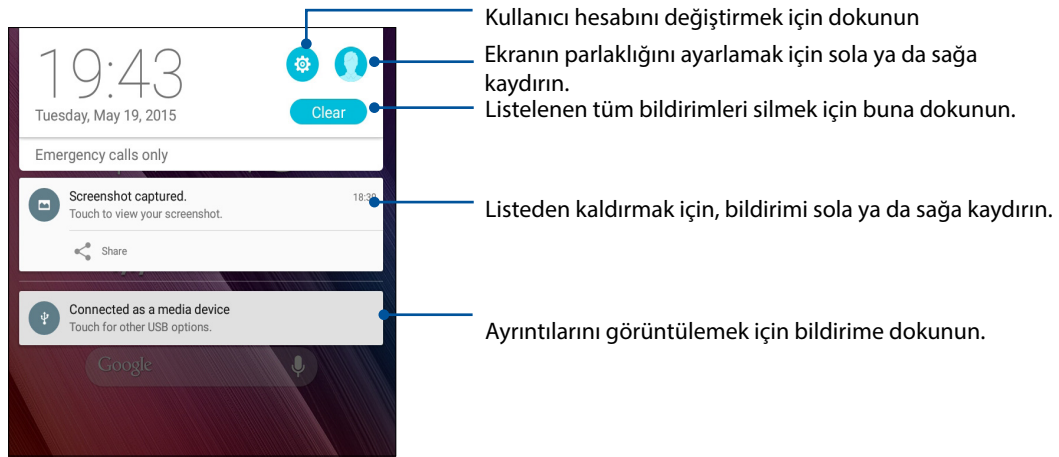 19:43
Tuesday, May 19, 2015
Clear
Emergency calls only
Screenshot captured.
18:39
Touch to view your screenshot.
Share
Connected as a media device
Touch for other USB options.
Google
Kullanıcı hesabını değiştirmek için dokunun
Ekranın parlaklığını ayarlamak için sola ya da sağa
kaydırın.
Listelenen tüm bildirimleri silmek için buna dokunun.
Listeden kaldırmak için, bildirimi sola ya da sağa kaydırın.
Ayrıntılarını görüntülemek için bildirime dokunun.